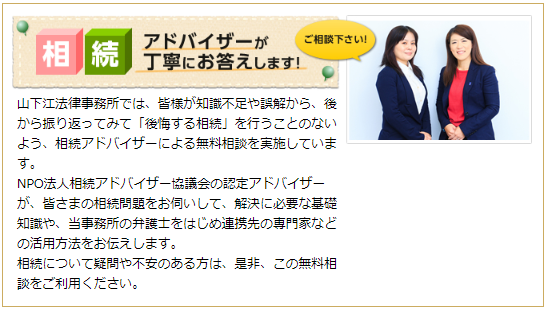 相続
アドバイザーが
丁寧にお答えします!
ご相談下さい!
山下江法律事務所では、皆様が知識不足や誤解から、後
から振り返ってみて「後悔する相続」を行うことのない
よう、相続アドバイザーによる無料相談を実施していま
す。
NPO法人相続アドバイザー協議会の認定アドバイザー
が、皆さまの相続問題をお伺いして、解決に必要な基礎
知識や、当事務所の弁護士をはじめ連携先の専門家など
の活用方法をお伝えします。
相続について疑問や不安のある方は、是非、この無料相
談をご利用ください。